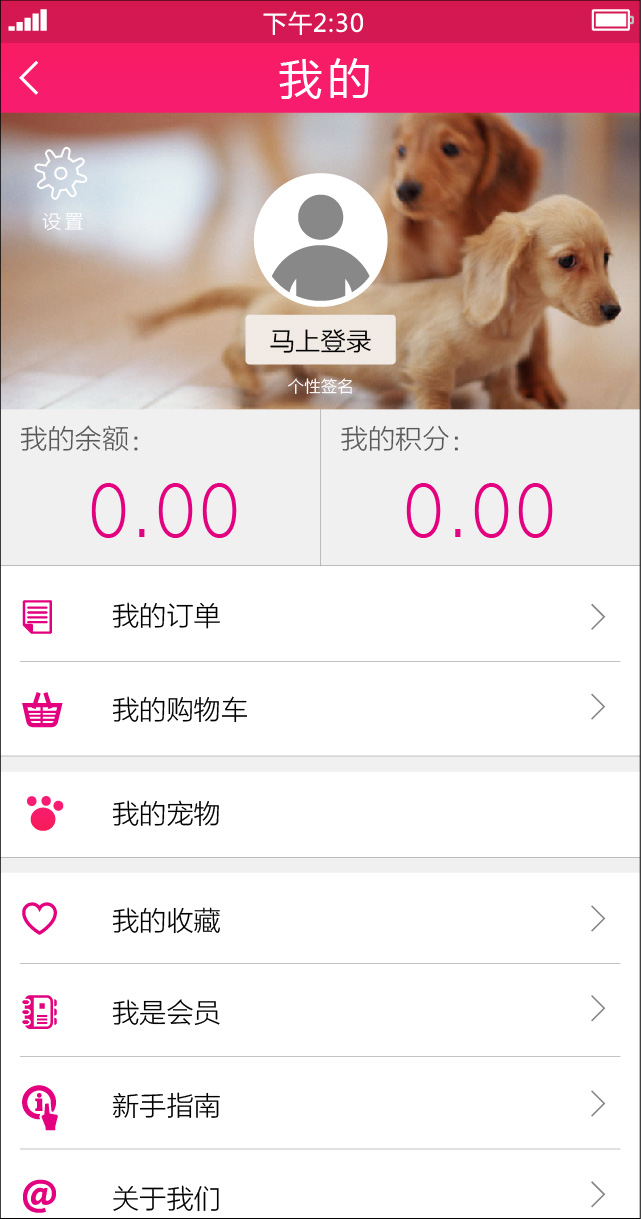 下午2:30
我的
设置
马上登录
个性签名
我的余额：
我的积分：
0.00
0.00
我的订单
我的购物车
我的宠物
我的收藏
我是会员
新手指南
@
关于我们